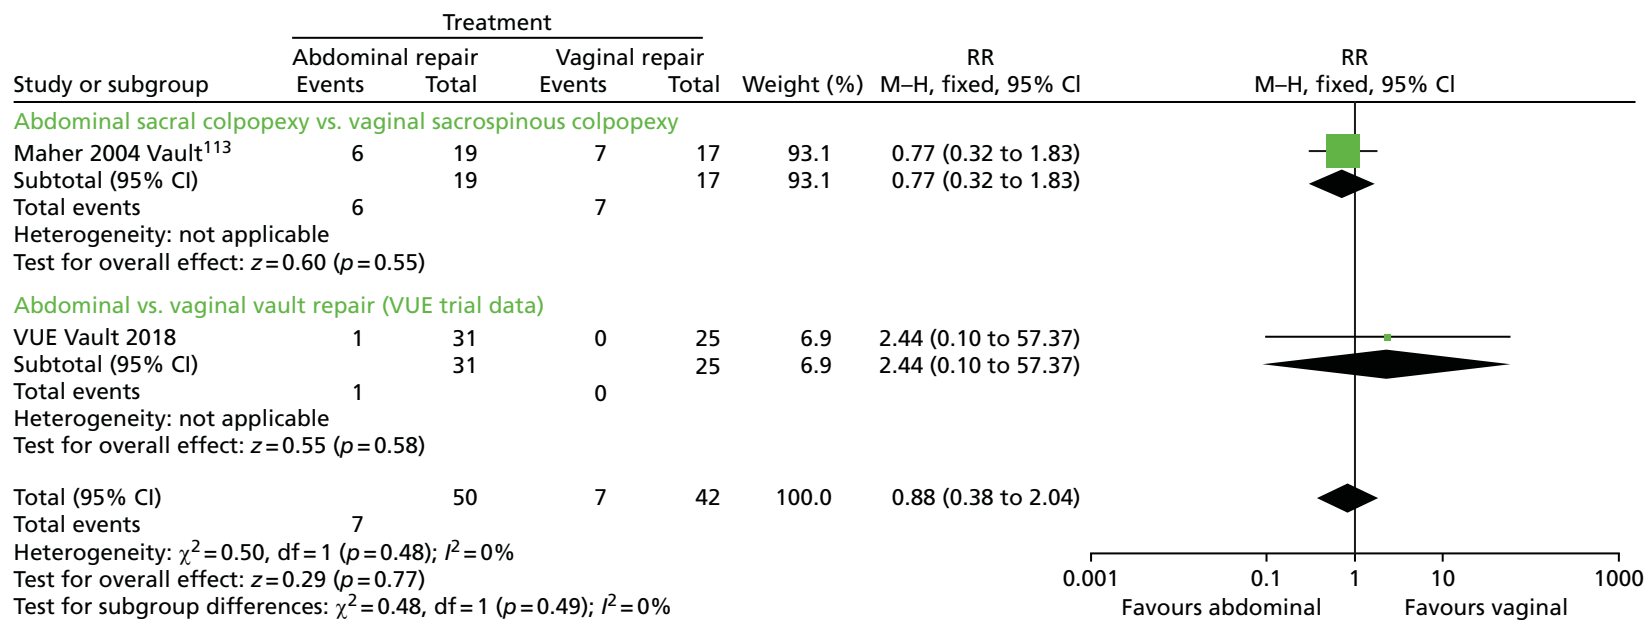 Treatment
Abdominal repair Vaginal repair RR RR
Study or subgroup Events Total Events Total Weight (%) M–H, fixed, 95% CI M–H, fixed, 95% CI
Abdominal sacral colpopexy vs. vaginal sacrospinous colpopexy
Maher 2004 Vault¹¹³ 6 19 7 17 93.1 0.77 (0.32 to 1.83)
Subtotal (95% CI) 19 17 93.1 0.77 (0.32 to 1.83)
Total events 6 7
Heterogeneity: not applicable
Test for overall effect: z=0.60 (p=0.55)
Abdominal vs. vaginal vault repair (VUE trial data)
VUE Vault 2018 1 31 0 25 6.9 2.44 (0.10 to 57.37)
Subtotal (95% CI) 31 25 6.9 2.44 (0.10 to 57.37)
Total events 1 0
Heterogeneity: not applicable
Test for overall effect: z=0.55 (p=0.58)
Total (95% CI) 50 7 42 100.0 0.88 (0.38 to 2.04)
Total events 7
Heterogeneity: χ²=0.50, df=1 (p=0.48); I²=0%
Test for overall effect: z=0.29 (p=0.77)
Test for subgroup differences: χ²=0.48, df=1 (p=0.49); I²=0%
0.001 0.1 1 10 1000
Favours abdominal Favours vaginal